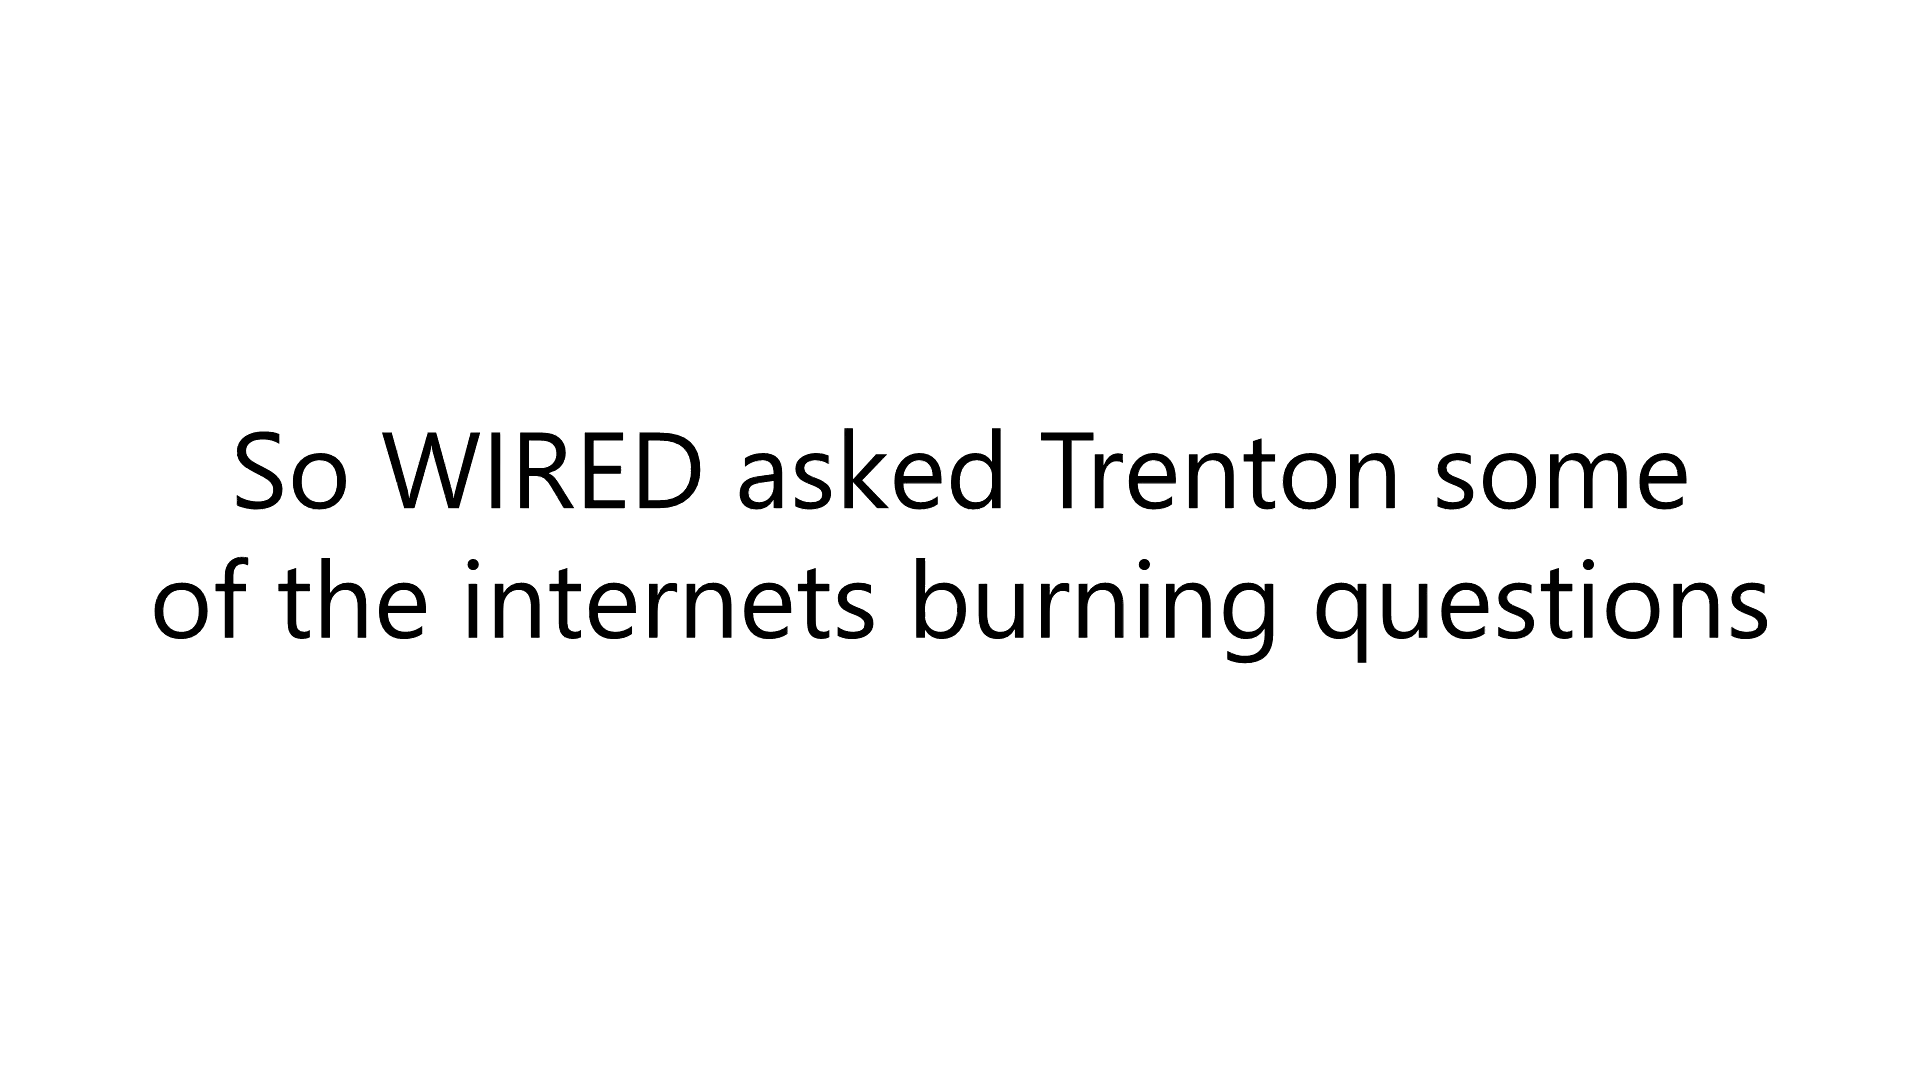 So WIRED asked Trenton some
of the internets burning questions